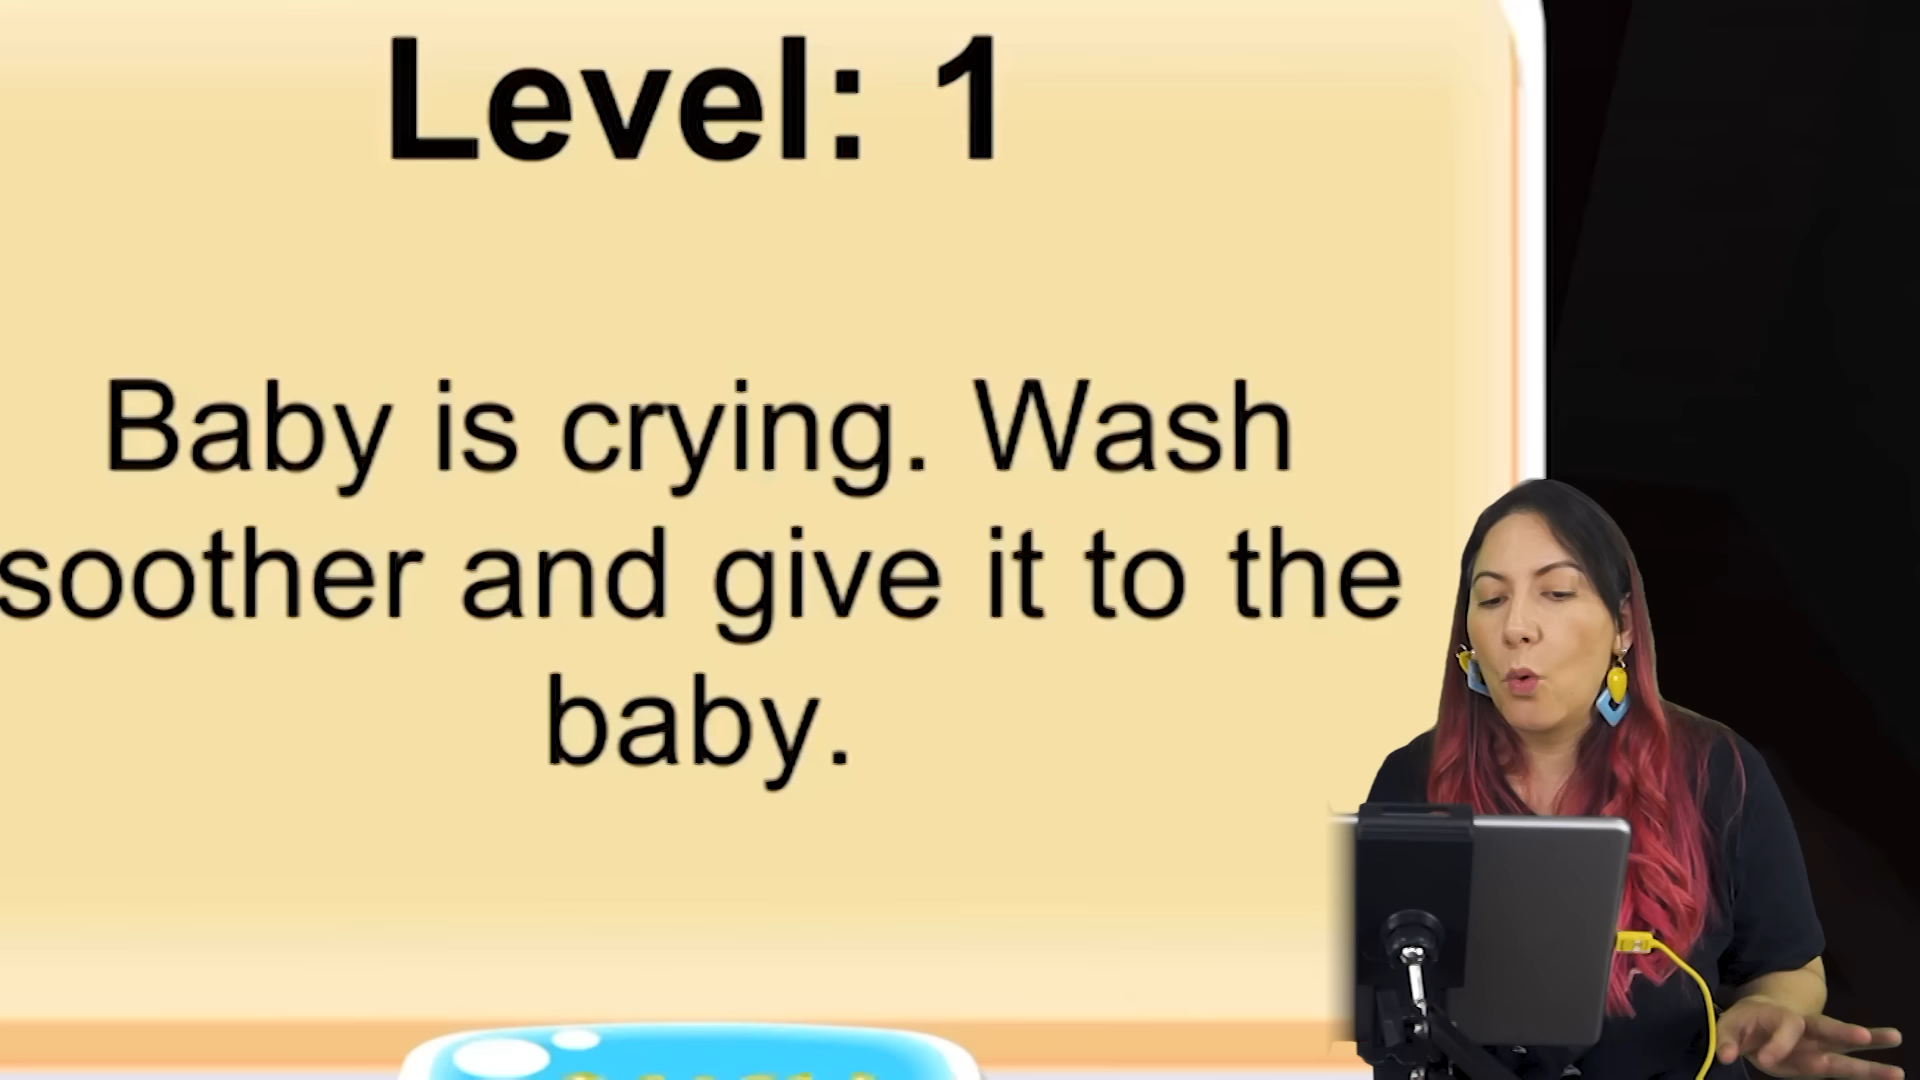 Level: 1
Baby is crying. Wash
soother and give it to the
baby.